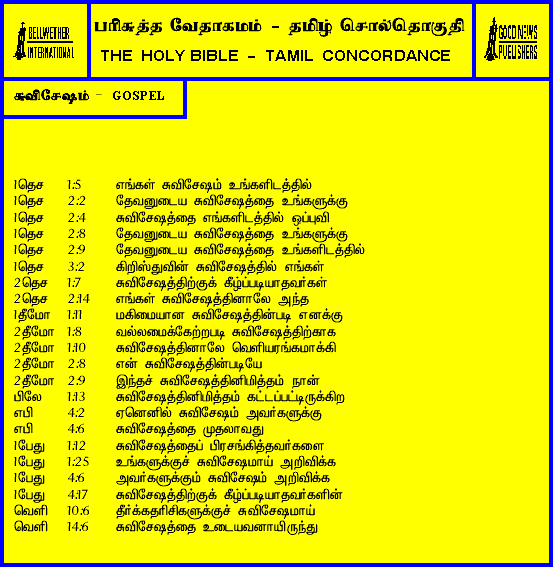 BELLWETHER
INTERNATIONAL
பரிசுத்த வேதாகமம் - தமிழ் சொல்தொகுதி
THE HOLY BIBLE - TAMIL CONCORDANCE
GOOD NEWS
PUBLISHERS
சுவிசேஷம் - GOSPEL
1தெச 1:5 எங்கள் சுவிசேஷம் உங்களிடத்தில்
1தெச 2:2 தேவனுடைய சுவிசேஷத்தை உங்களுக்கு
1தெச 2:4 சுவிசேஷத்தை எங்களிடத்தில் ஒப்புவி
1தெச 2:8 தேவனுடைய சுவிசேஷத்தை உங்களுக்கு
1தெச 2:9 தேவனுடைய சுவிசேஷத்தை உங்களிடத்தில்
1தெச 3:2 கிறிஸ்துவின் சுவிசேஷத்தில் எங்கள்
2தெச 1:7 சுவிசேஷத்திற்குக் கீழ்ப்படியாதவர்கள்
2தெச 2:14 எங்கள் சுவிசேஷத்தினாலே அந்த
1தீமோ 1:11 மகிமையான சுவிசேஷத்தின்படி எனக்கு
2தீமோ 1:8 வல்லமைக்கேற்றபடி சுவிசேஷத்திற்காக
2தீமோ 1:10 சுவிசேஷத்தினாலே வெளியரங்கமாக்கி
2தீமோ 2:8 என் சுவிசேஷத்தின்படியே
2தீமோ 2:9 இந்தச் சுவிசேஷத்தினிமித்தம் நான்
பிலே 1:13 சுவிசேஷத்தினிமித்தம் கட்டப்பட்டிருக்கிற
எபி 4:2 ஏனெனில் சுவிசேஷம் அவர்களுக்கு
எபி 4:6 சுவிசேஷத்தை முதலாவது
1பேது 1:12 சுவிசேஷத்தைப் பிரசங்கித்தவர்களை
1பேது 1:25 உங்களுக்குச் சுவிசேஷமாய் அறிவிக்க
1பேது 4:6 அவர்களுக்கும் சுவிசேஷம் அறிவிக்க
1பேது 4:17 சுவிசேஷத்திற்குக் கீழ்ப்படியாதவர்களின்
வெளி 10:6 தீர்க்கதரிசிகளுக்குச் சுவிசேஷமாய்
வெளி 14:6 சுவிசேஷத்தை உடையவனாயிருந்து